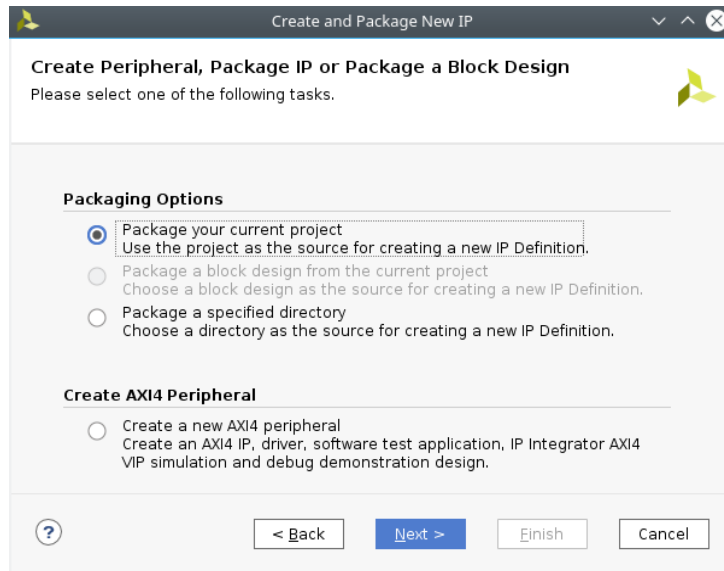 Create and Package New IP
Create Peripheral, Package IP or Package a Block Design
Please select one of the following tasks.
Packaging Options
Package your current project
Use the project as the source for creating a new IP Definition.
Package a block design from the current project
Choose a block design as the source for creating a new IP Definition.
Package a specified directory
Choose a directory as the source for creating a new IP Definition.
Create AXI4 Peripheral
Create a new AXI4 peripheral
Create an AXI4 IP, driver, software test application, IP Integrator AXI4
VIP simulation and debug demonstration design.
? < Back Next > Finish Cancel